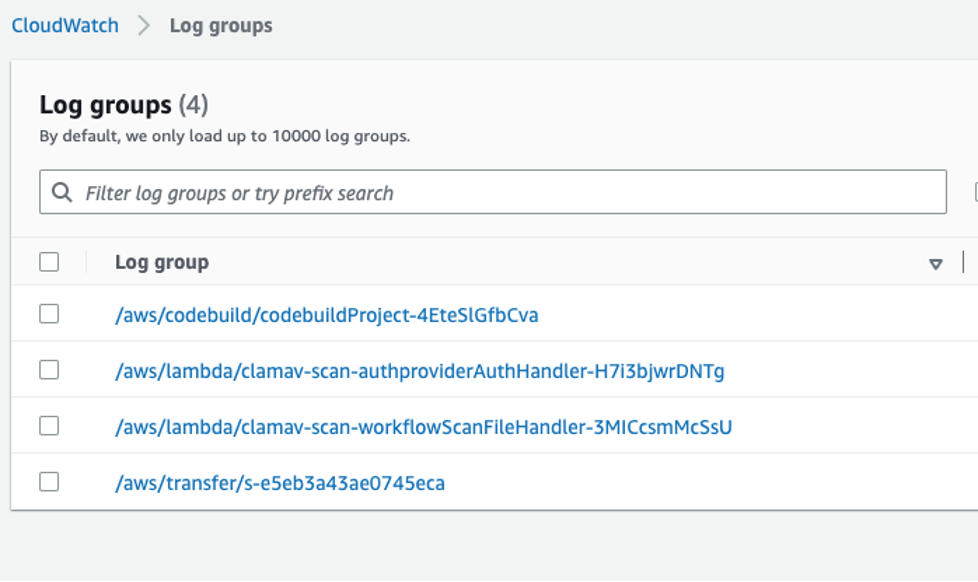 CloudWatch > Log groups
Log groups (4)
By default, we only load up to 10000 log groups.
Filter log groups or try prefix search
Log group
/aws/codebuild/codebuildProject-4EteSlGfbCva
/aws/lambda/clamav-scan-authproviderAuthHandler-H7i3bjwrDNTg
/aws/lambda/clamav-scan-workflowScanFileHandler-3MICcsmMcSsU
/aws/transfer/s-e5eb3a43ae0745eca